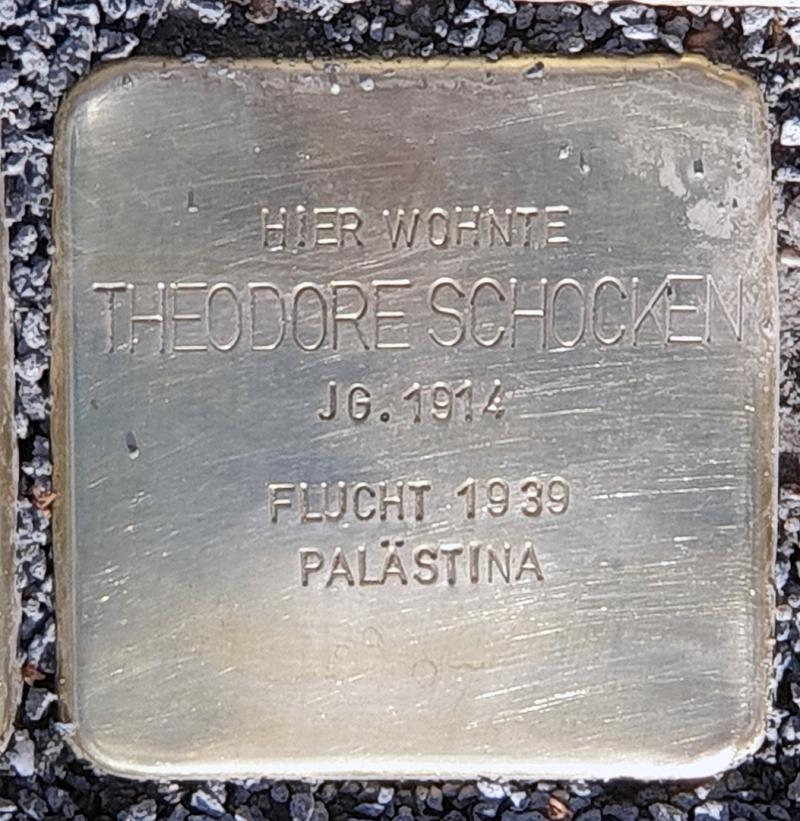 HIER WOHNTE
THEODORE SCHOCKEN
JG. 1914
FLUCHT 1939
PALÄSTINA